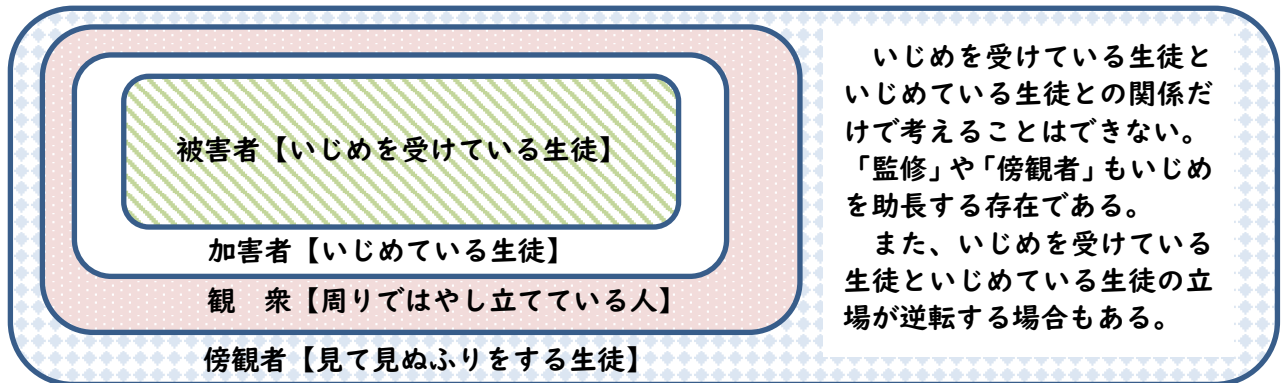 被害者【いじめを受けている生徒】
加害者【いじめている生徒】
観　衆【周りではやし立てている人】
傍観者【見て見ぬふりをする生徒】
いじめを受けている生徒と
いじめている生徒との関係だ
けで考えることはできない。
「監修」や「傍観者」もいじめ
を助長する存在である。
また、いじめを受けている
生徒といじめている生徒の立
場が逆転する場合もある。